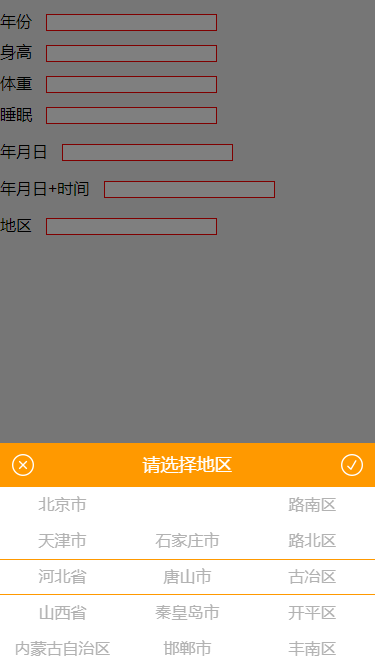 年份
身高
体重
睡眠
年月日
年月日+时间
地区
请选择地区
北京市 路南区
天津市 石家庄市 路北区
河北省 唐山市 古冶区
山西省 秦皇岛市 开平区
内蒙古自治区 邯郸市 丰南区